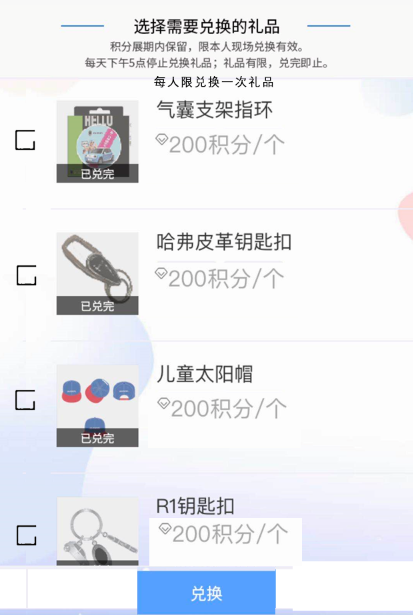 选择需要兑换的礼品
积分展期内保留，限本人现场兑换有效。
每天下午5点停止兑换礼品；礼品有限，兑完即止。
每人限兑换一次礼品
气囊支架指环
HELLO
200积分/个
已兑完
哈弗皮革钥匙扣
200积分/个
已兑完
儿童太阳帽
200积分/个
已兑完
R1钥匙扣
200积分/个
兑换